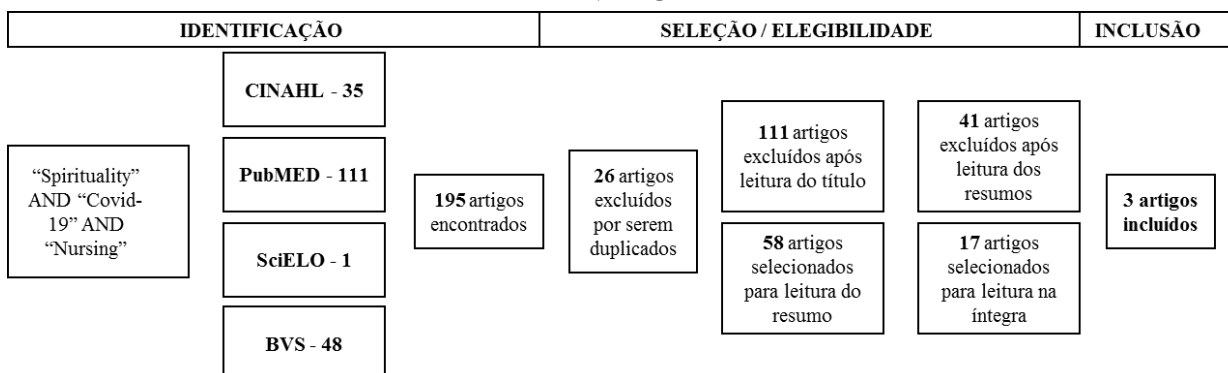 IDENTIFICAÇÃO
SELEÇÃO / ELEGIBILIDADE
INCLUSÃO
“Spirituality”
AND “Covid-
19” AND
“Nursing”
CINAHL - 35
PubMED - 111
SciELO - 1
BVS - 48
195 artigos
encontrados
26 artigos
excluídos
por serem
duplicados
111 artigos
excluídos após
leitura do título
58 artigos
selecionados
para leitura do
resumo
41 artigos
excluídos após
leitura dos
resumos
17 artigos
selecionados
para leitura na
íntegra
3 artigos
incluídos